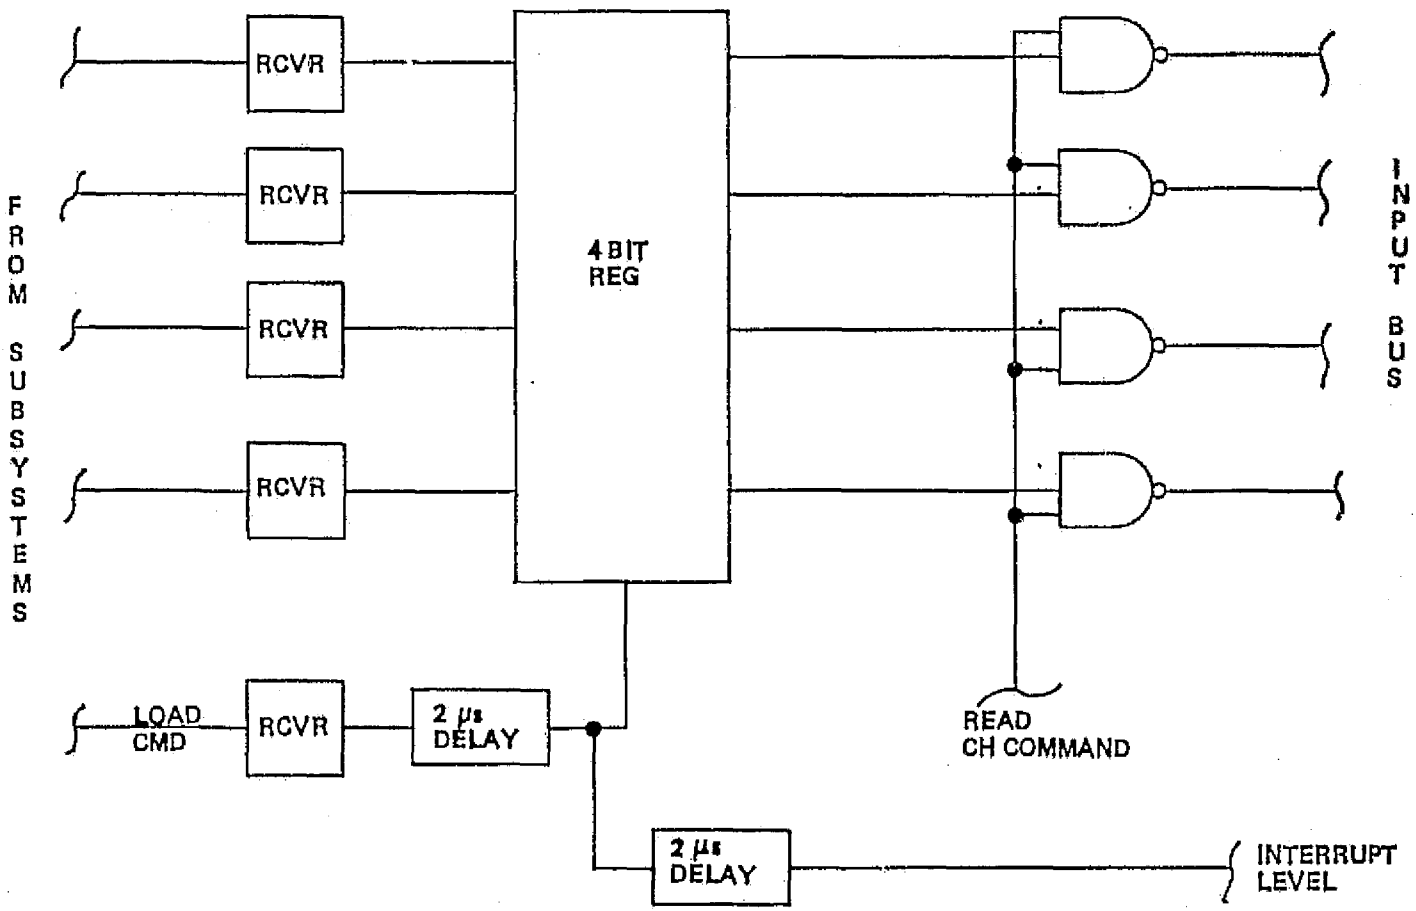 FROM SUBSYSTEMS
RCVR
RCVR
RCVR
RCVR
4 BIT
REG
INPUT BUS
LOAD
CMD
RCVR
2 µs
DELAY
READ
CH COMMAND
2 µs
DELAY
INTERRUPT
LEVEL